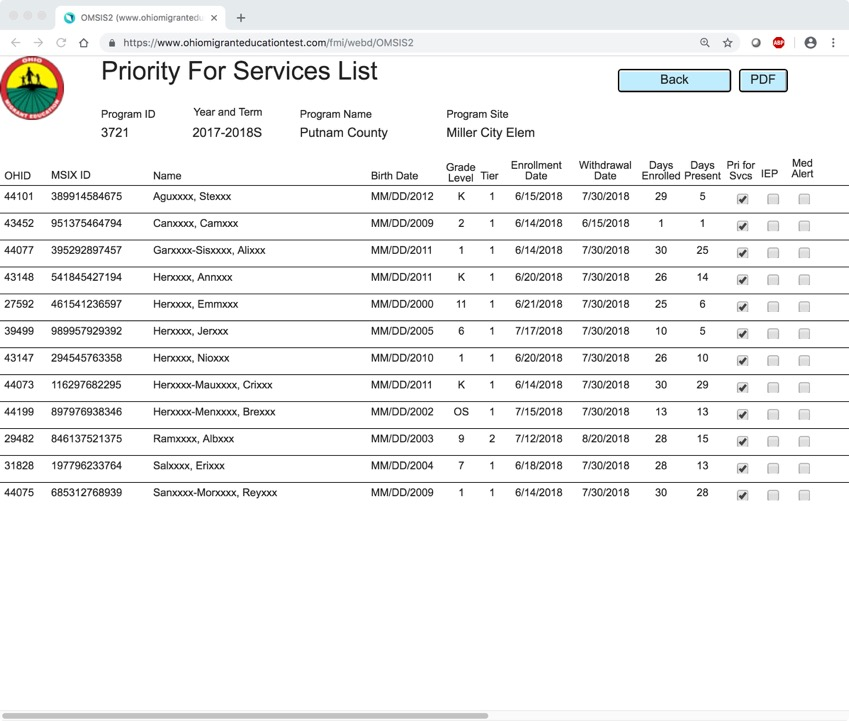 OMSIS2 (www.ohiomigrantedu
https://www.ohiomiganteducationtest.com/fmi/webd/OMSIS2
ABP
OHIO
MIGRANT EDUCATION
Priority For Services List
Back
PDF
Program ID
Year and Term
Program Name
Program Site
3721
2017-2018S
Putnam County
Miller City Elem
OHID MSIX ID Name Birth Date Grade Level Tier Enrollment Date Withdrawal Date Days Enrolled Days Present Pri for Svcs IEP Med Alert
44101 389914584675 Aguxxxx, Stexxx MM/DD/2012 K 1 6/15/2018 7/30/2018 29 5
43452 951375464794 Canxxxx, Camxxx MM/DD/2009 2 1 6/14/2018 6/15/2018 1 1
44077 395292897457 Garxxxx-Sisxxxx, Alixxx MM/DD/2011 1 1 6/14/2018 7/30/2018 30 25
43148 541845427194 Herxxxx, Annxxx MM/DD/2011 K 1 6/20/2018 7/30/2018 26 14
27592 461541236597 Herxxxx, Emmxxx MM/DD/2000 11 1 6/21/2018 7/30/2018 25 6
39499 989957929392 Herxxxx, Jerxxx MM/DD/2005 6 1 7/17/2018 7/30/2018 10 5
43147 294545763358 Herxxxx, Nioxxx MM/DD/2010 1 1 6/20/2018 7/30/2018 26 10
44073 116297682295 Herxxxx-Mauxxxx, Crixxx MM/DD/2011 K 1 6/14/2018 7/30/2018 30 29
44199 897976938346 Herxxxx-Menxxxx, Brexxx MM/DD/2002 OS 1 7/15/2018 7/30/2018 13 13
29482 846137521375 Ramxxxx, Albxxx MM/DD/2003 9 2 7/12/2018 8/20/2018 28 15
31828 197796233764 Salxxxx, Erixxx MM/DD/2004 7 1 6/18/2018 7/30/2018 28 13
44075 685312768939 Sanxxxx-Morxxxx, Reyxxx MM/DD/2009 1 1 6/14/2018 7/30/2018 30 28